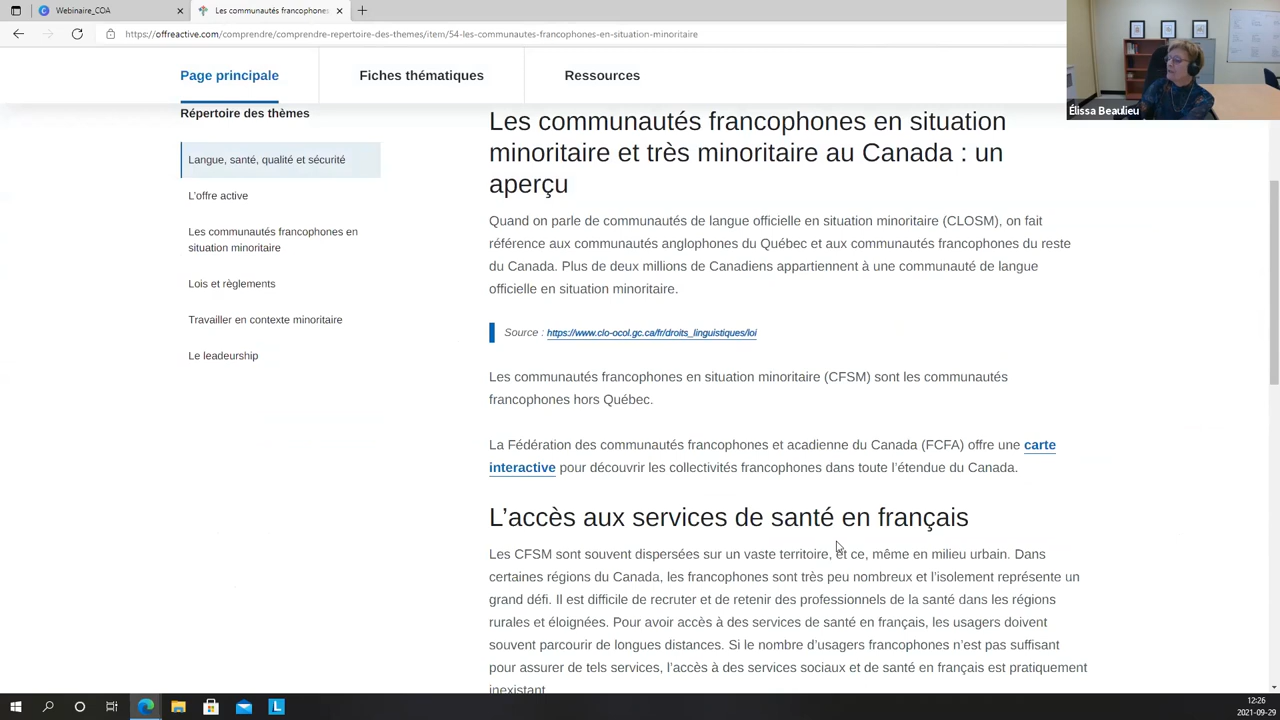 Webinaire_COA
Les communautés francophones
https://offreactive.com/comprendre/comprendre-repertoire-des-themes/item/54-les-communautes-francophones-en-situation-minoritaire
Page principale
Fiches thématiques
Ressources
Élissa Beaulieu
Répertoire des thèmes
Langue, santé, qualité et sécurité
L'offre active
Les communautés francophones en
situation minoritaire
Lois et règlements
Travailler en contexte minoritaire
Le leadeurship
Les communautés francophones en situation
minoritaire et très minoritaire au Canada : un
aperçu
Quand on parle de communautés de langue officielle en situation minoritaire (CLOSM), on fait
référence aux communautés anglophones du Québec et aux communautés francophones du reste
du Canada. Plus de deux millions de Canadiens appartiennent à une communauté de langue
officielle en situation minoritaire.
Source : https://www.clo-ocol.gc.ca/fr/droits_linguistiques/loi
Les communautés francophones en situation minoritaire (CFSM) sont les communautés
francophones hors Québec.
La Fédération des communautés francophones et acadienne du Canada (FCFA) offre une carte
interactive pour découvrir les collectivités francophones dans toute l'étendue du Canada.
L'accès aux services de santé en français
Les CFSM sont souvent dispersées sur un vaste territoire, et ce, même en milieu urbain. Dans
certaines régions du Canada, les francophones sont très peu nombreux et l'isolement représente un
grand défi. Il est difficile de recruter et de retenir des professionnels de la santé dans les régions
rurales et éloignées. Pour avoir accès à des services de santé en français, les usagers doivent
souvent parcourir de longues distances. Si le nombre d'usagers francophones n'est pas suffisant
pour assurer de tels services, l'accès à des services sociaux et de santé en français est pratiquement
inexistant
12:26
2021-09-29